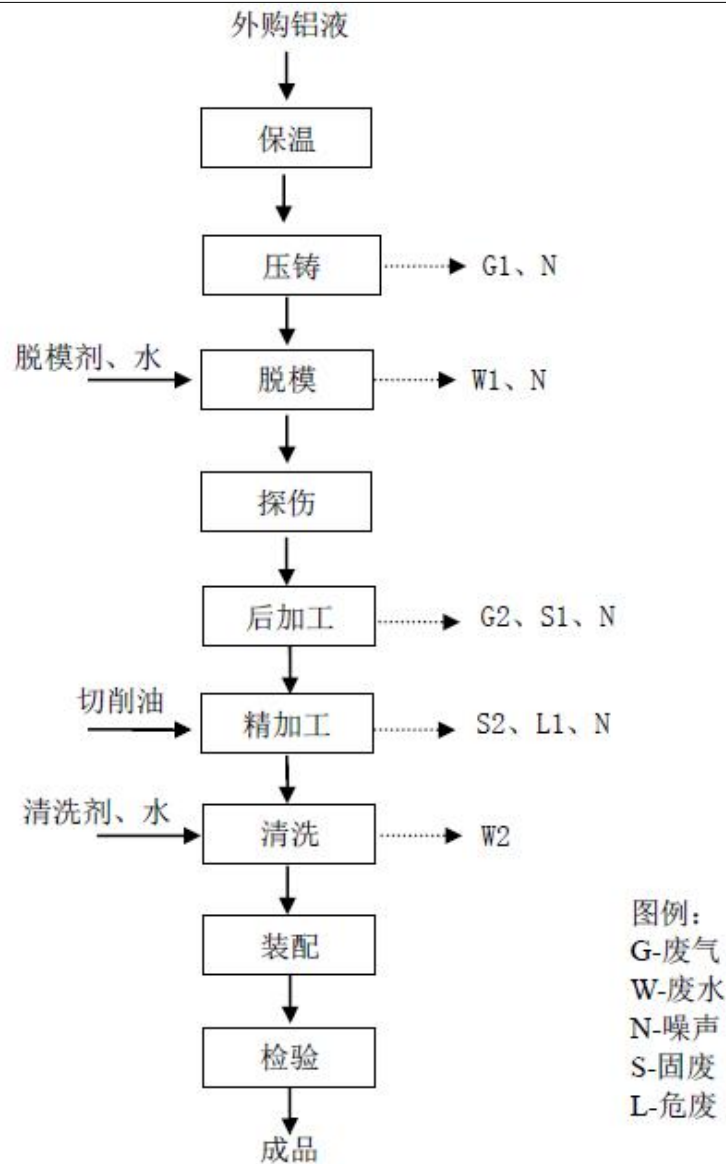 外购铝液
保温
压铸
G1、N
脱模剂、水
脱模
W1、N
探伤
后加工
G2、S1、N
切削油
精加工
S2、L1、N
清洗剂、水
清洗
W2
装配
检验
成品
图例：
G-废气
W-废水
N-噪声
S-固废
L-危废